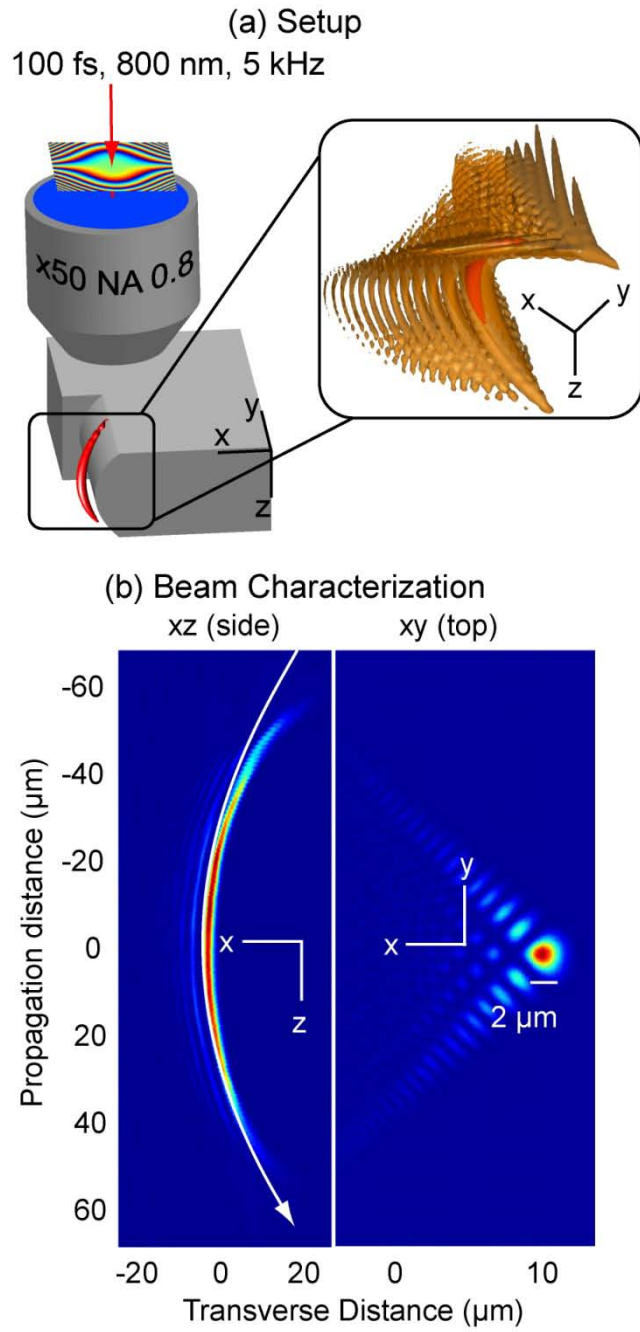 (a) Setup
100 fs, 800 nm, 5 kHz
x50 NA 0.8
x
y
z
x
y
z
(b) Beam Characterization
xz (side)
xy (top)
Propagation distance (µm)
-60
-40
-20
0
20
40
60
x
z
y
x
2 µm
-20
0
20
0
10
Transverse Distance (µm)